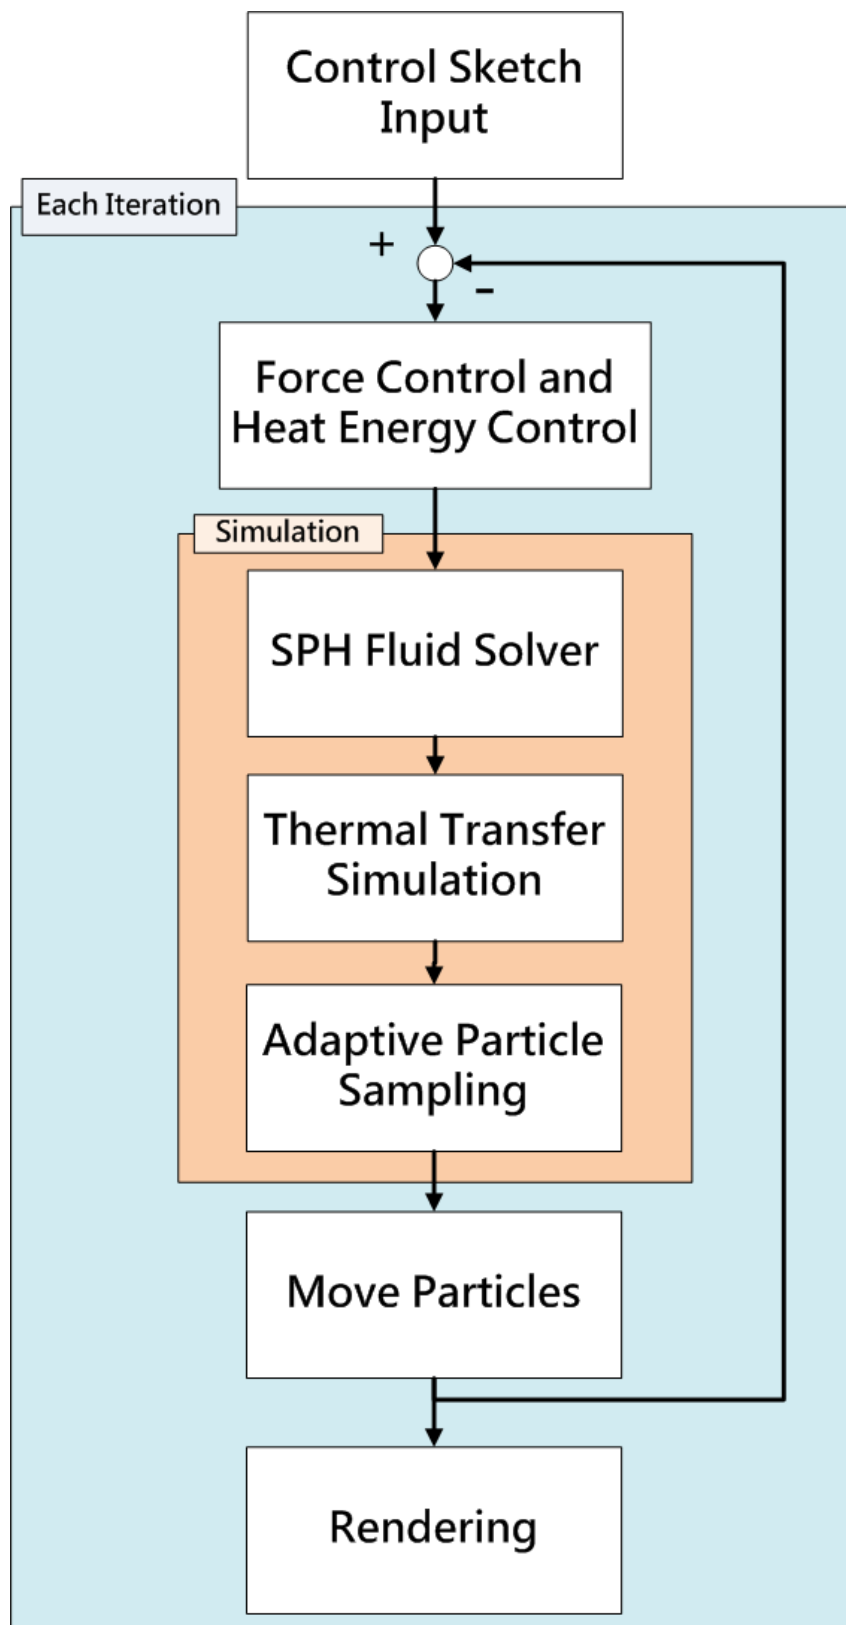 Control Sketch
Input
Each Iteration
+
-
Force Control and
Heat Energy Control
Simulation
SPH Fluid Solver
Thermal Transfer
Simulation
Adaptive Particle
Sampling
Move Particles
Rendering